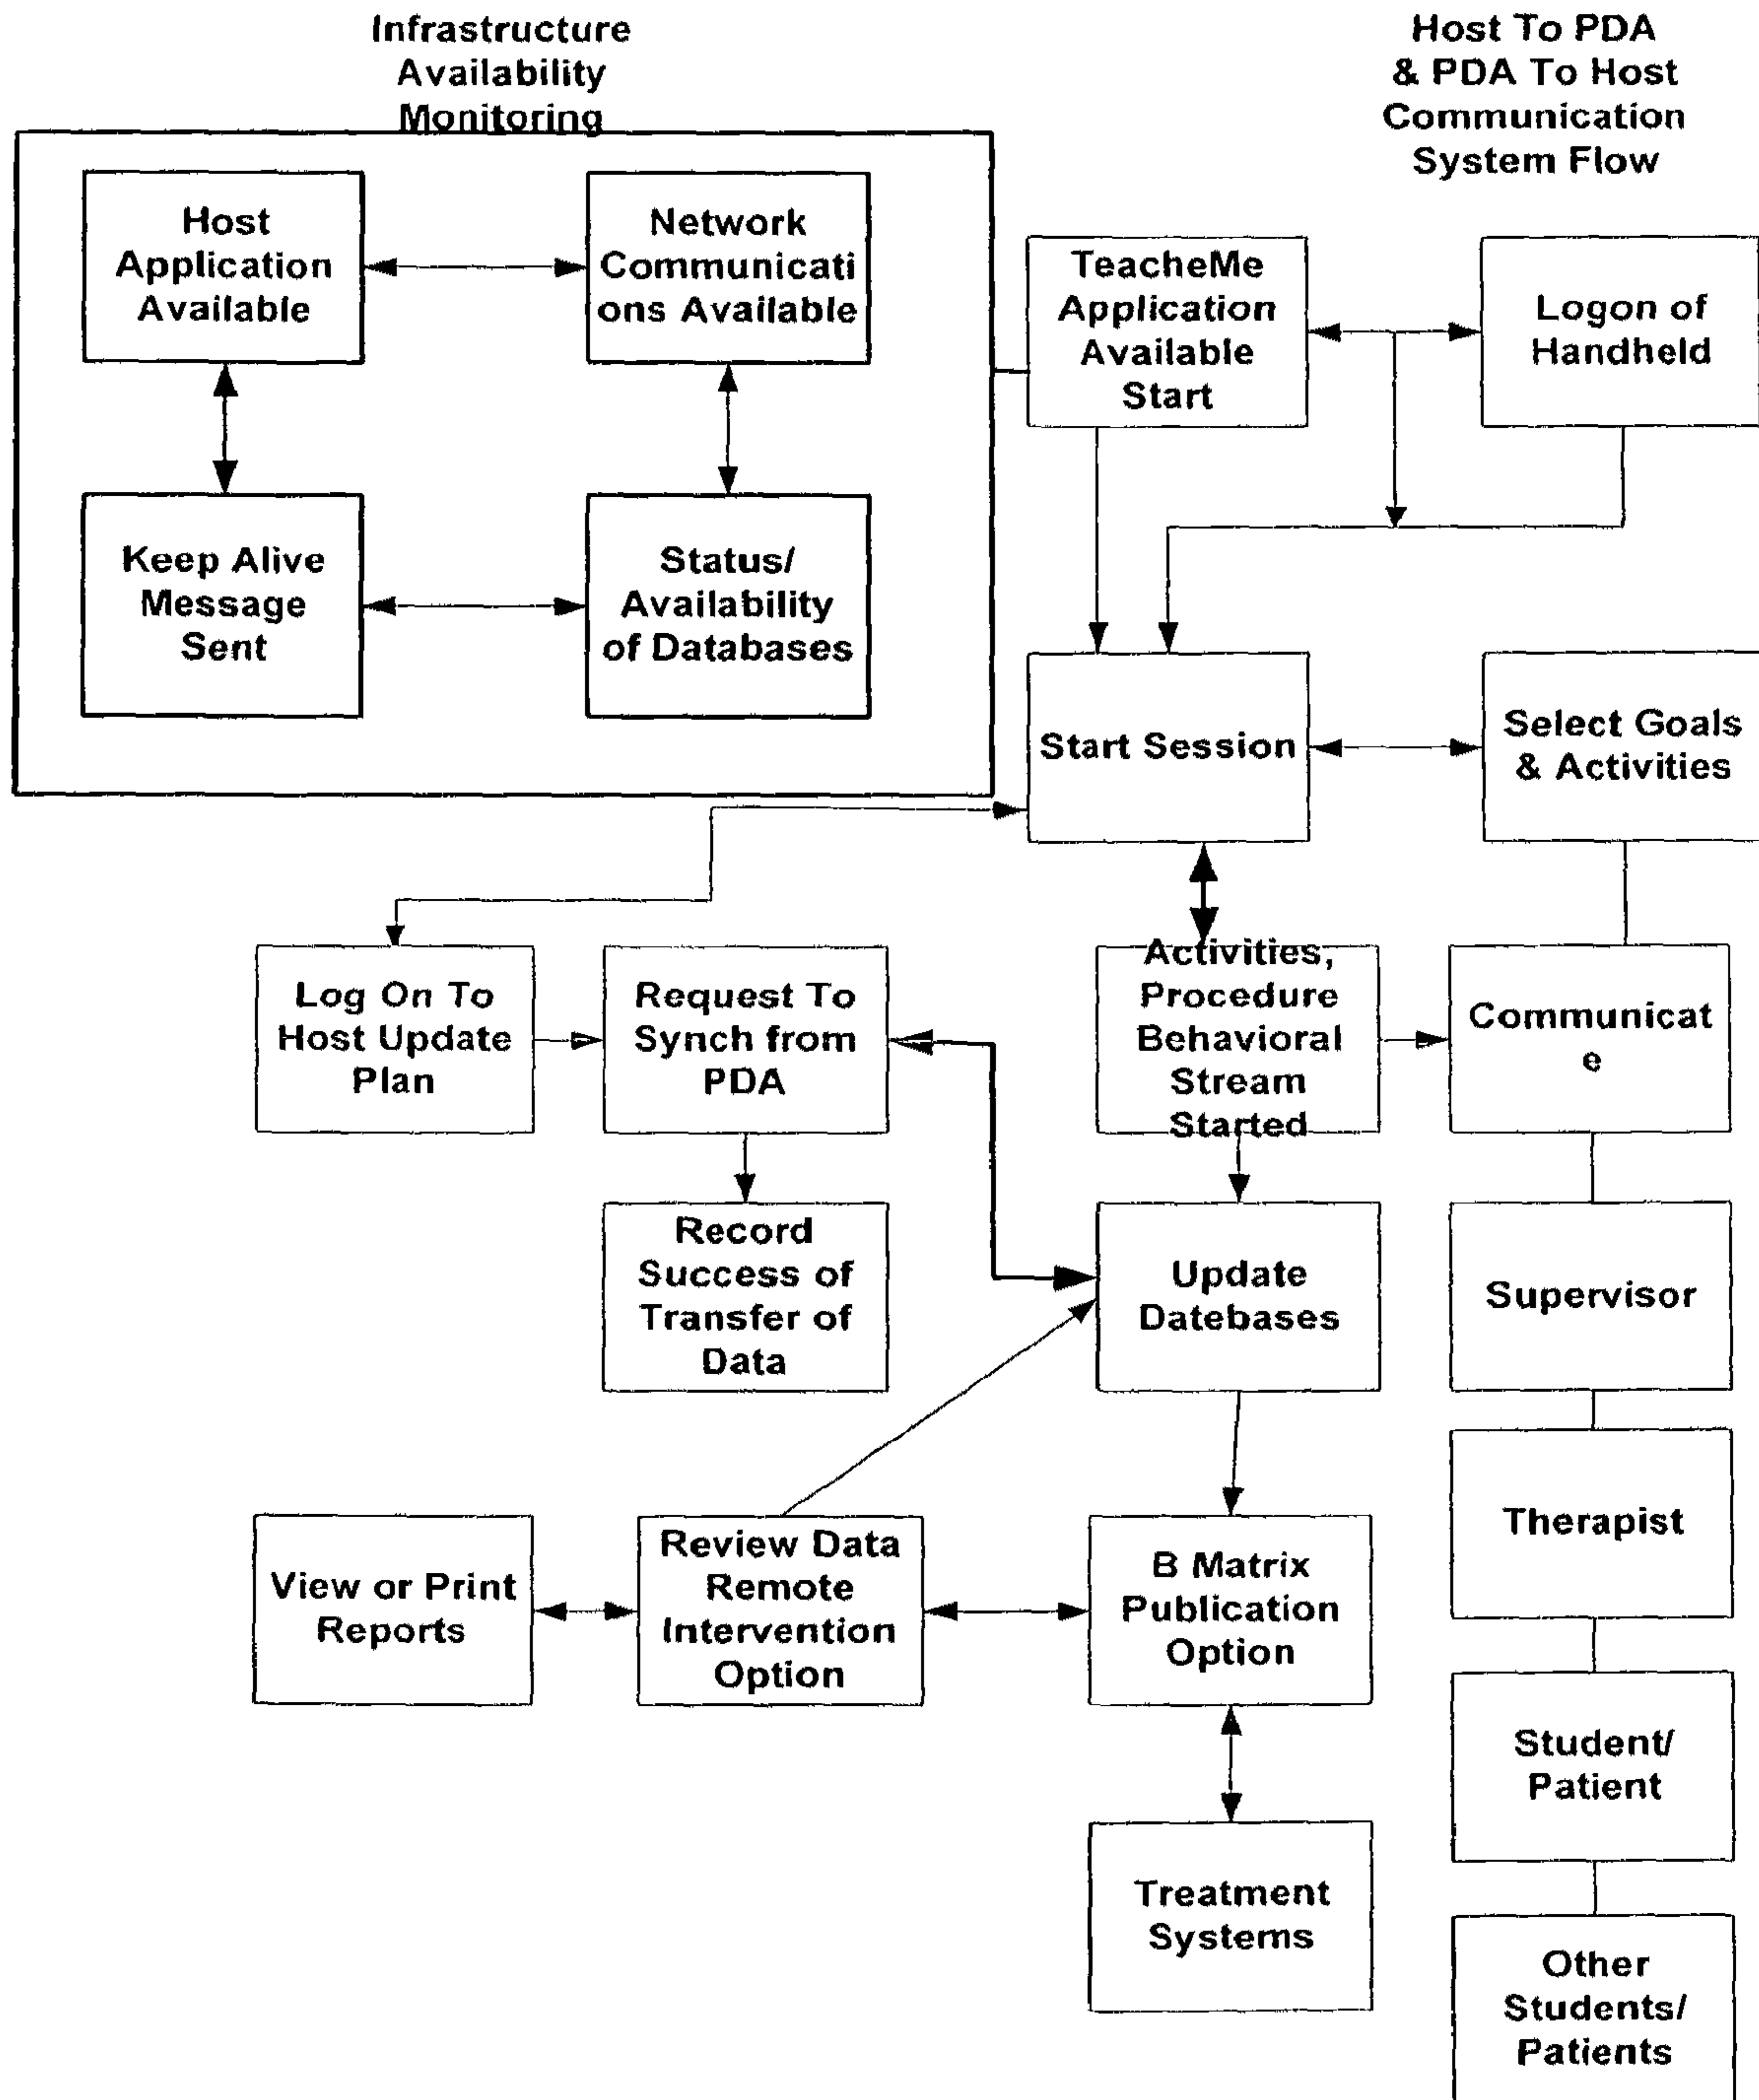 Infrastructure
Availability
Monitoring
Host To PDA
& PDA To Host
Communication
System Flow
Host
Application
Available
Network
Communicati
ons Available
TeacheMe
Application
Available
Start
Logon of
Handheld
Keep Alive
Message
Sent
Status/
Availability
of Databases
Start Session
Select Goals
& Activities
Log On To
Host Update
Plan
Request To
Synch from
PDA
Activities,
Procedure
Behavioral
Stream
Started
Communicat
e
Record
Success of
Transfer of
Data
Update
Datebases
Supervisor
Therapist
View or Print
Reports
Review Data
Remote
Intervention
Option
B Matrix
Publication
Option
Student/
Patient
Treatment
Systems
Other
Students/
Patients